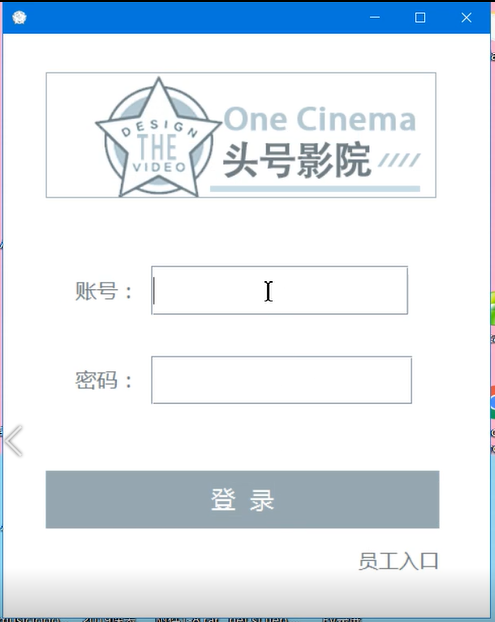 DESIGN
THE
VIDEO
One Cinema
头号影院
账号：
密码：
登 录
员工入口